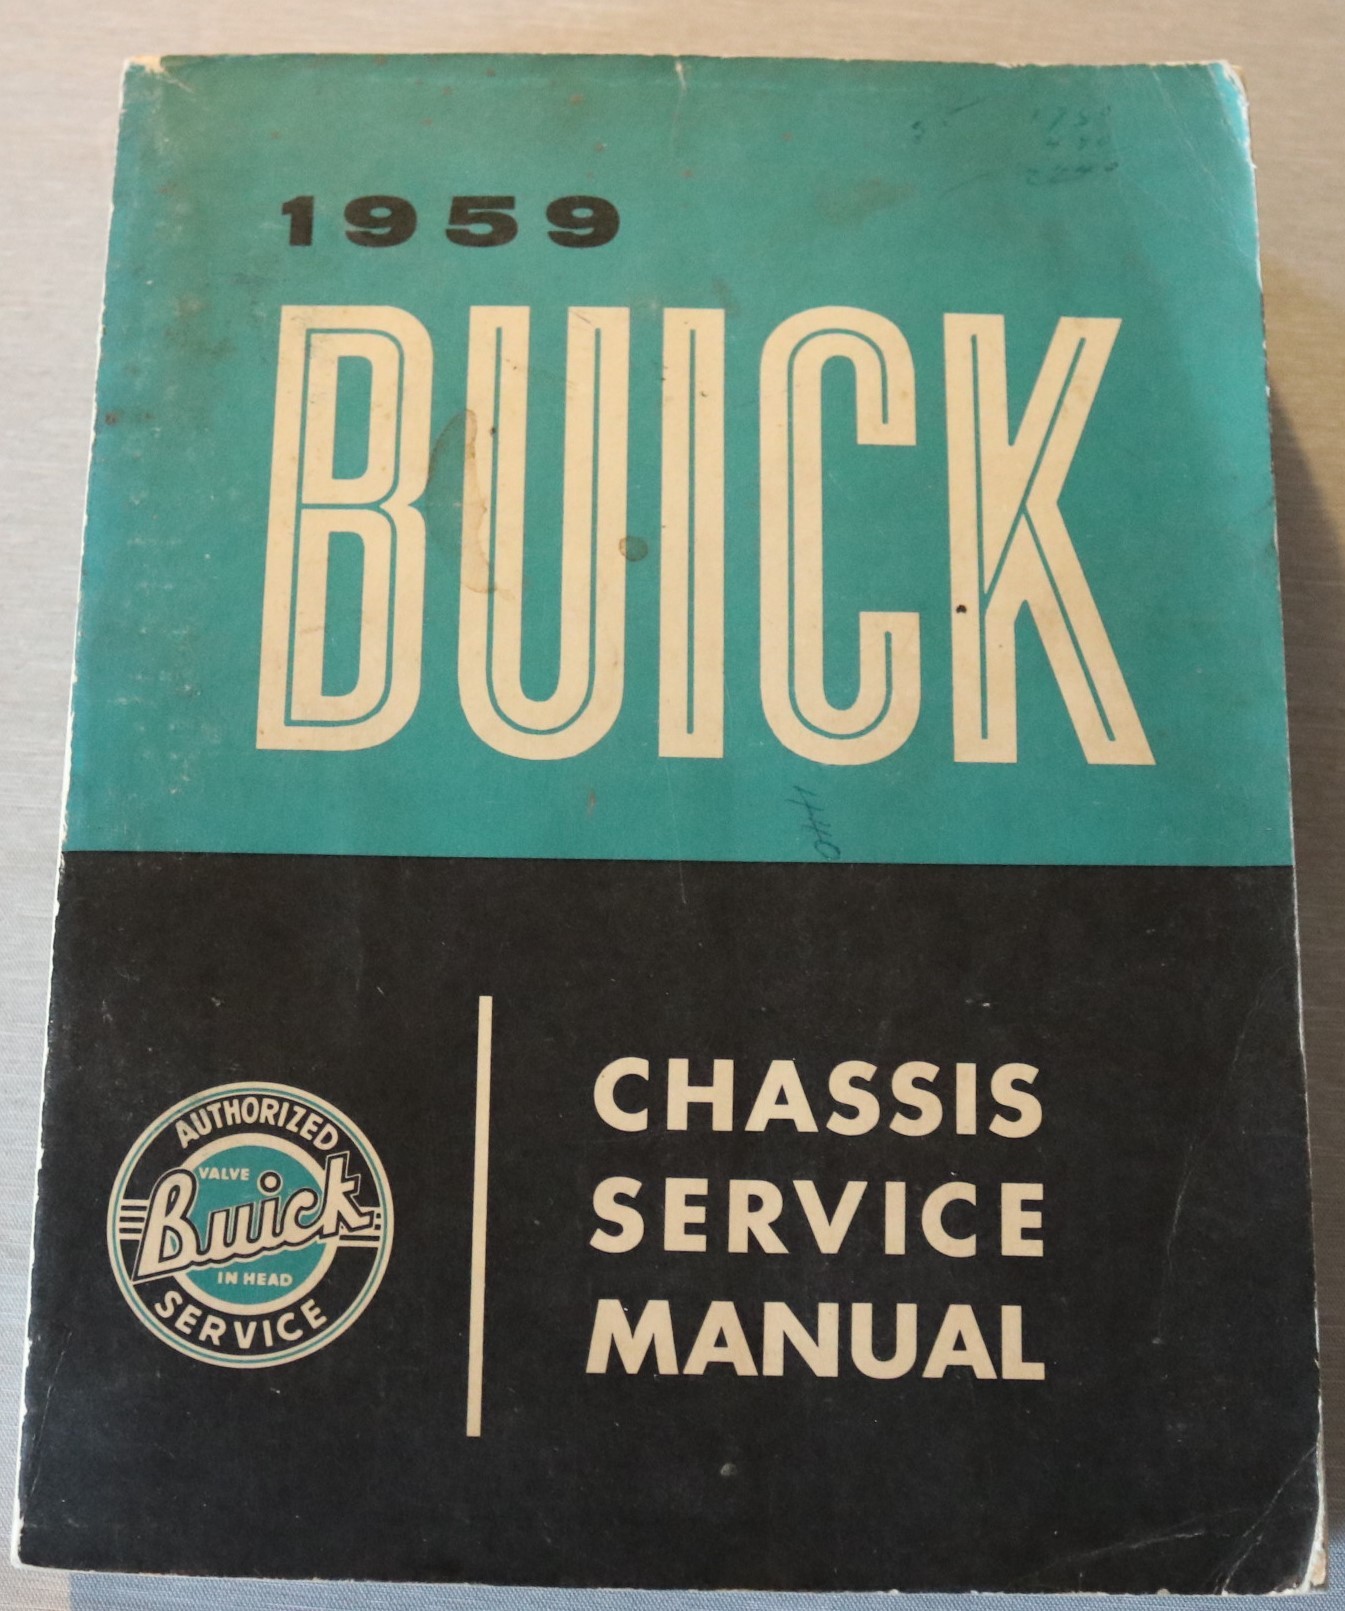 1959
BUICK
CHASSIS
SERVICE
MANUAL
AUTHORIZED
VALVE
Buick
IN HEAD
SERVICE